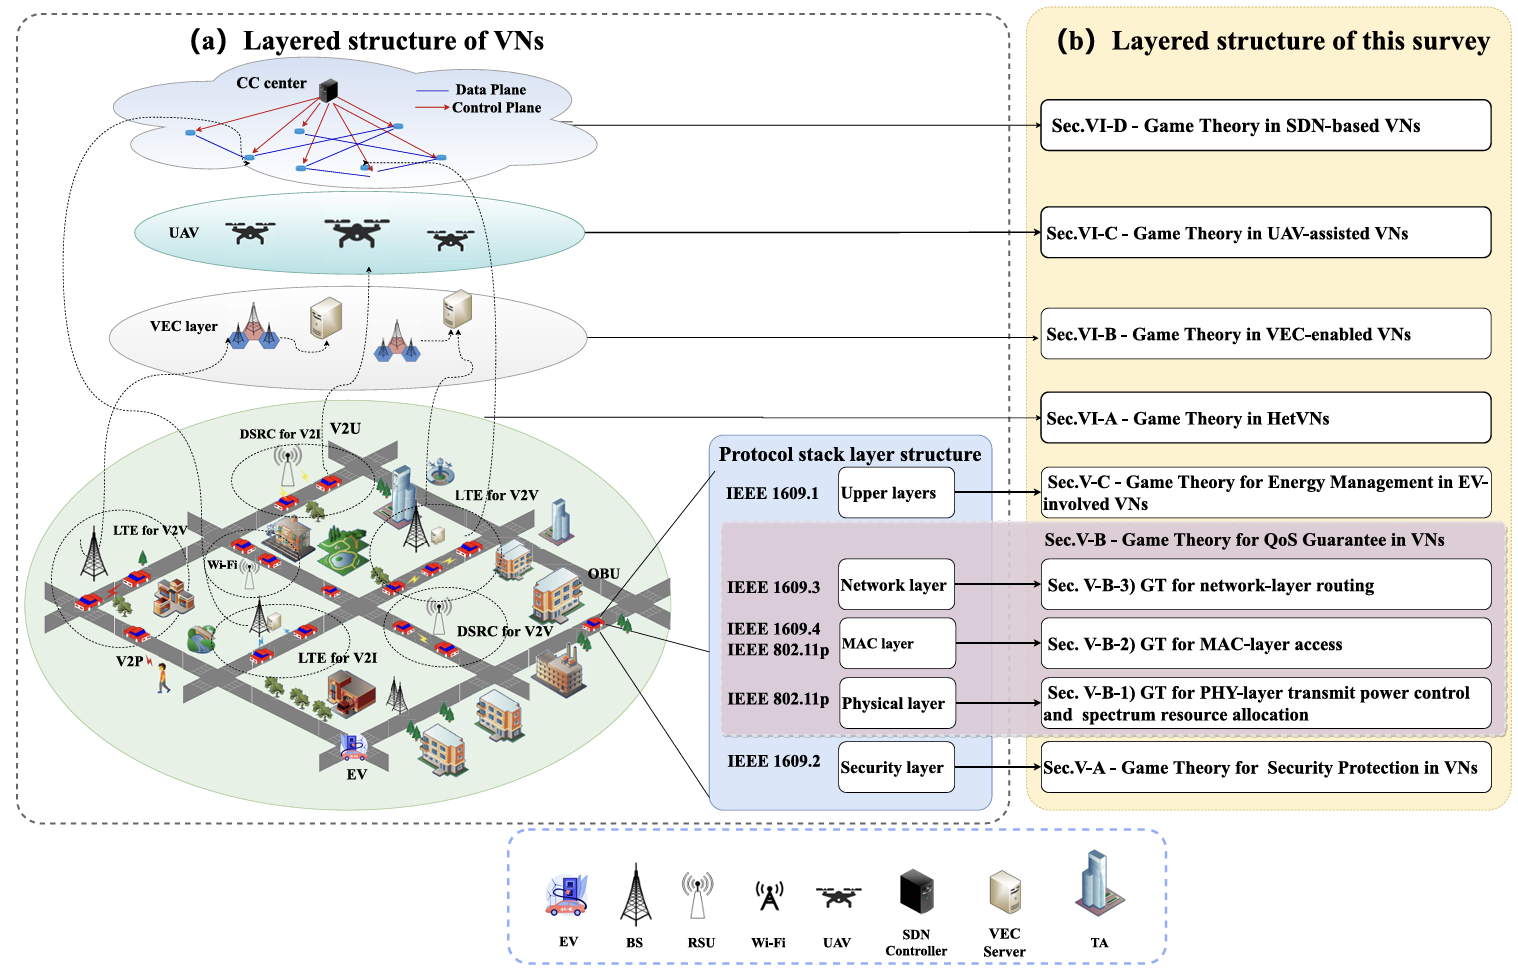 (a) Layered structure of VNs
CC center
Data Plane
Control Plane
UAV
VEC layer
V2U
DSRC for V2I
LTE for V2V
LTE for V2V
Wi-Fi
OBU
DSRC for V2V
LTE for V2I
V2P
EV
Protocol stack layer structure
IEEE 1609.1
Upper layers
IEEE 1609.3
Network layer
IEEE 1609.4
IEEE 802.11p
MAC layer
IEEE 802.11p
Physical layer
IEEE 1609.2
Security layer
(b) Layered structure of this survey
Sec.VI-D - Game Theory in SDN-based VNs
Sec.VI-C - Game Theory in UAV-assisted VNs
Sec.VI-B - Game Theory in VEC-enabled VNs
Sec.VI-A - Game Theory in HetVNs
Sec.V-C - Game Theory for Energy Management in EV-
involved VNs
Sec.V-B - Game Theory for QoS Guarantee in VNs
Sec. V-B-3) GT for network-layer routing
Sec. V-B-2) GT for MAC-layer access
Sec. V-B-1) GT for PHY-layer transmit power control
and spectrum resource allocation
Sec.V-A - Game Theory for Security Protection in VNs
EV
BS
RSU
Wi-Fi
UAV
SDN
Controller
VEC
Server
TA